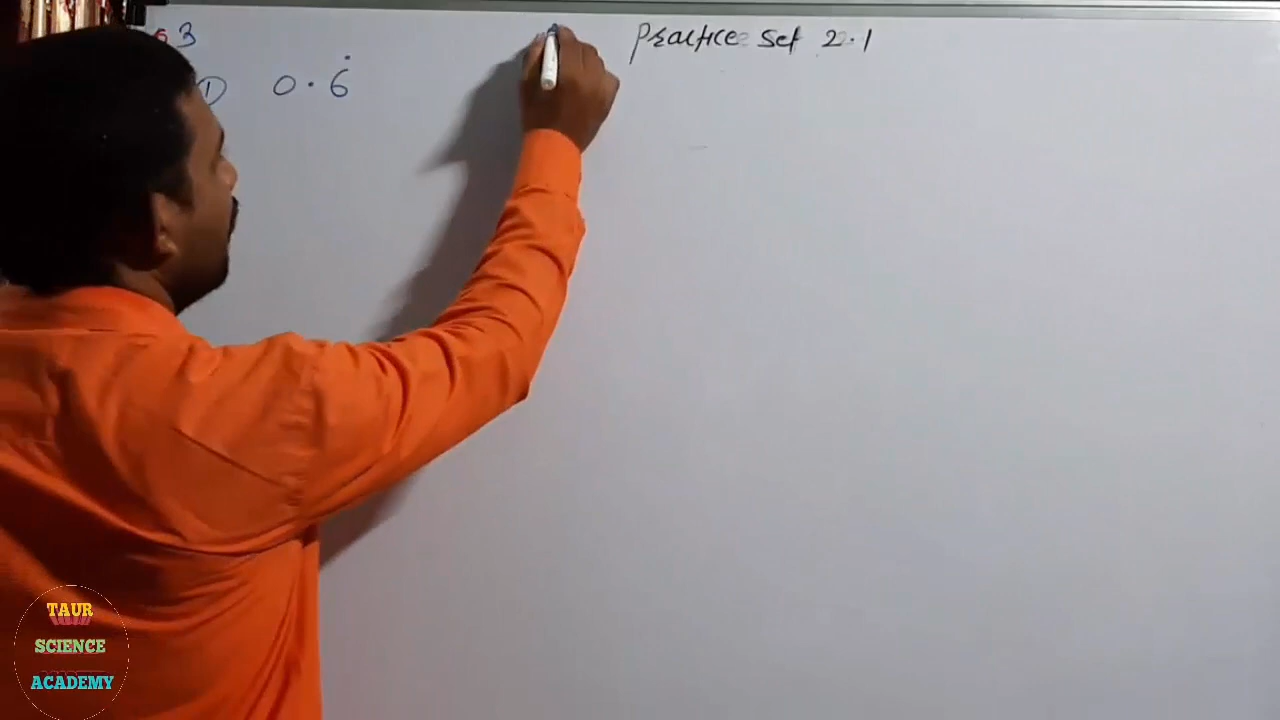 3 Practice Set 2.1
① 0.6̇
TAUR
SCIENCE
ACADEMY